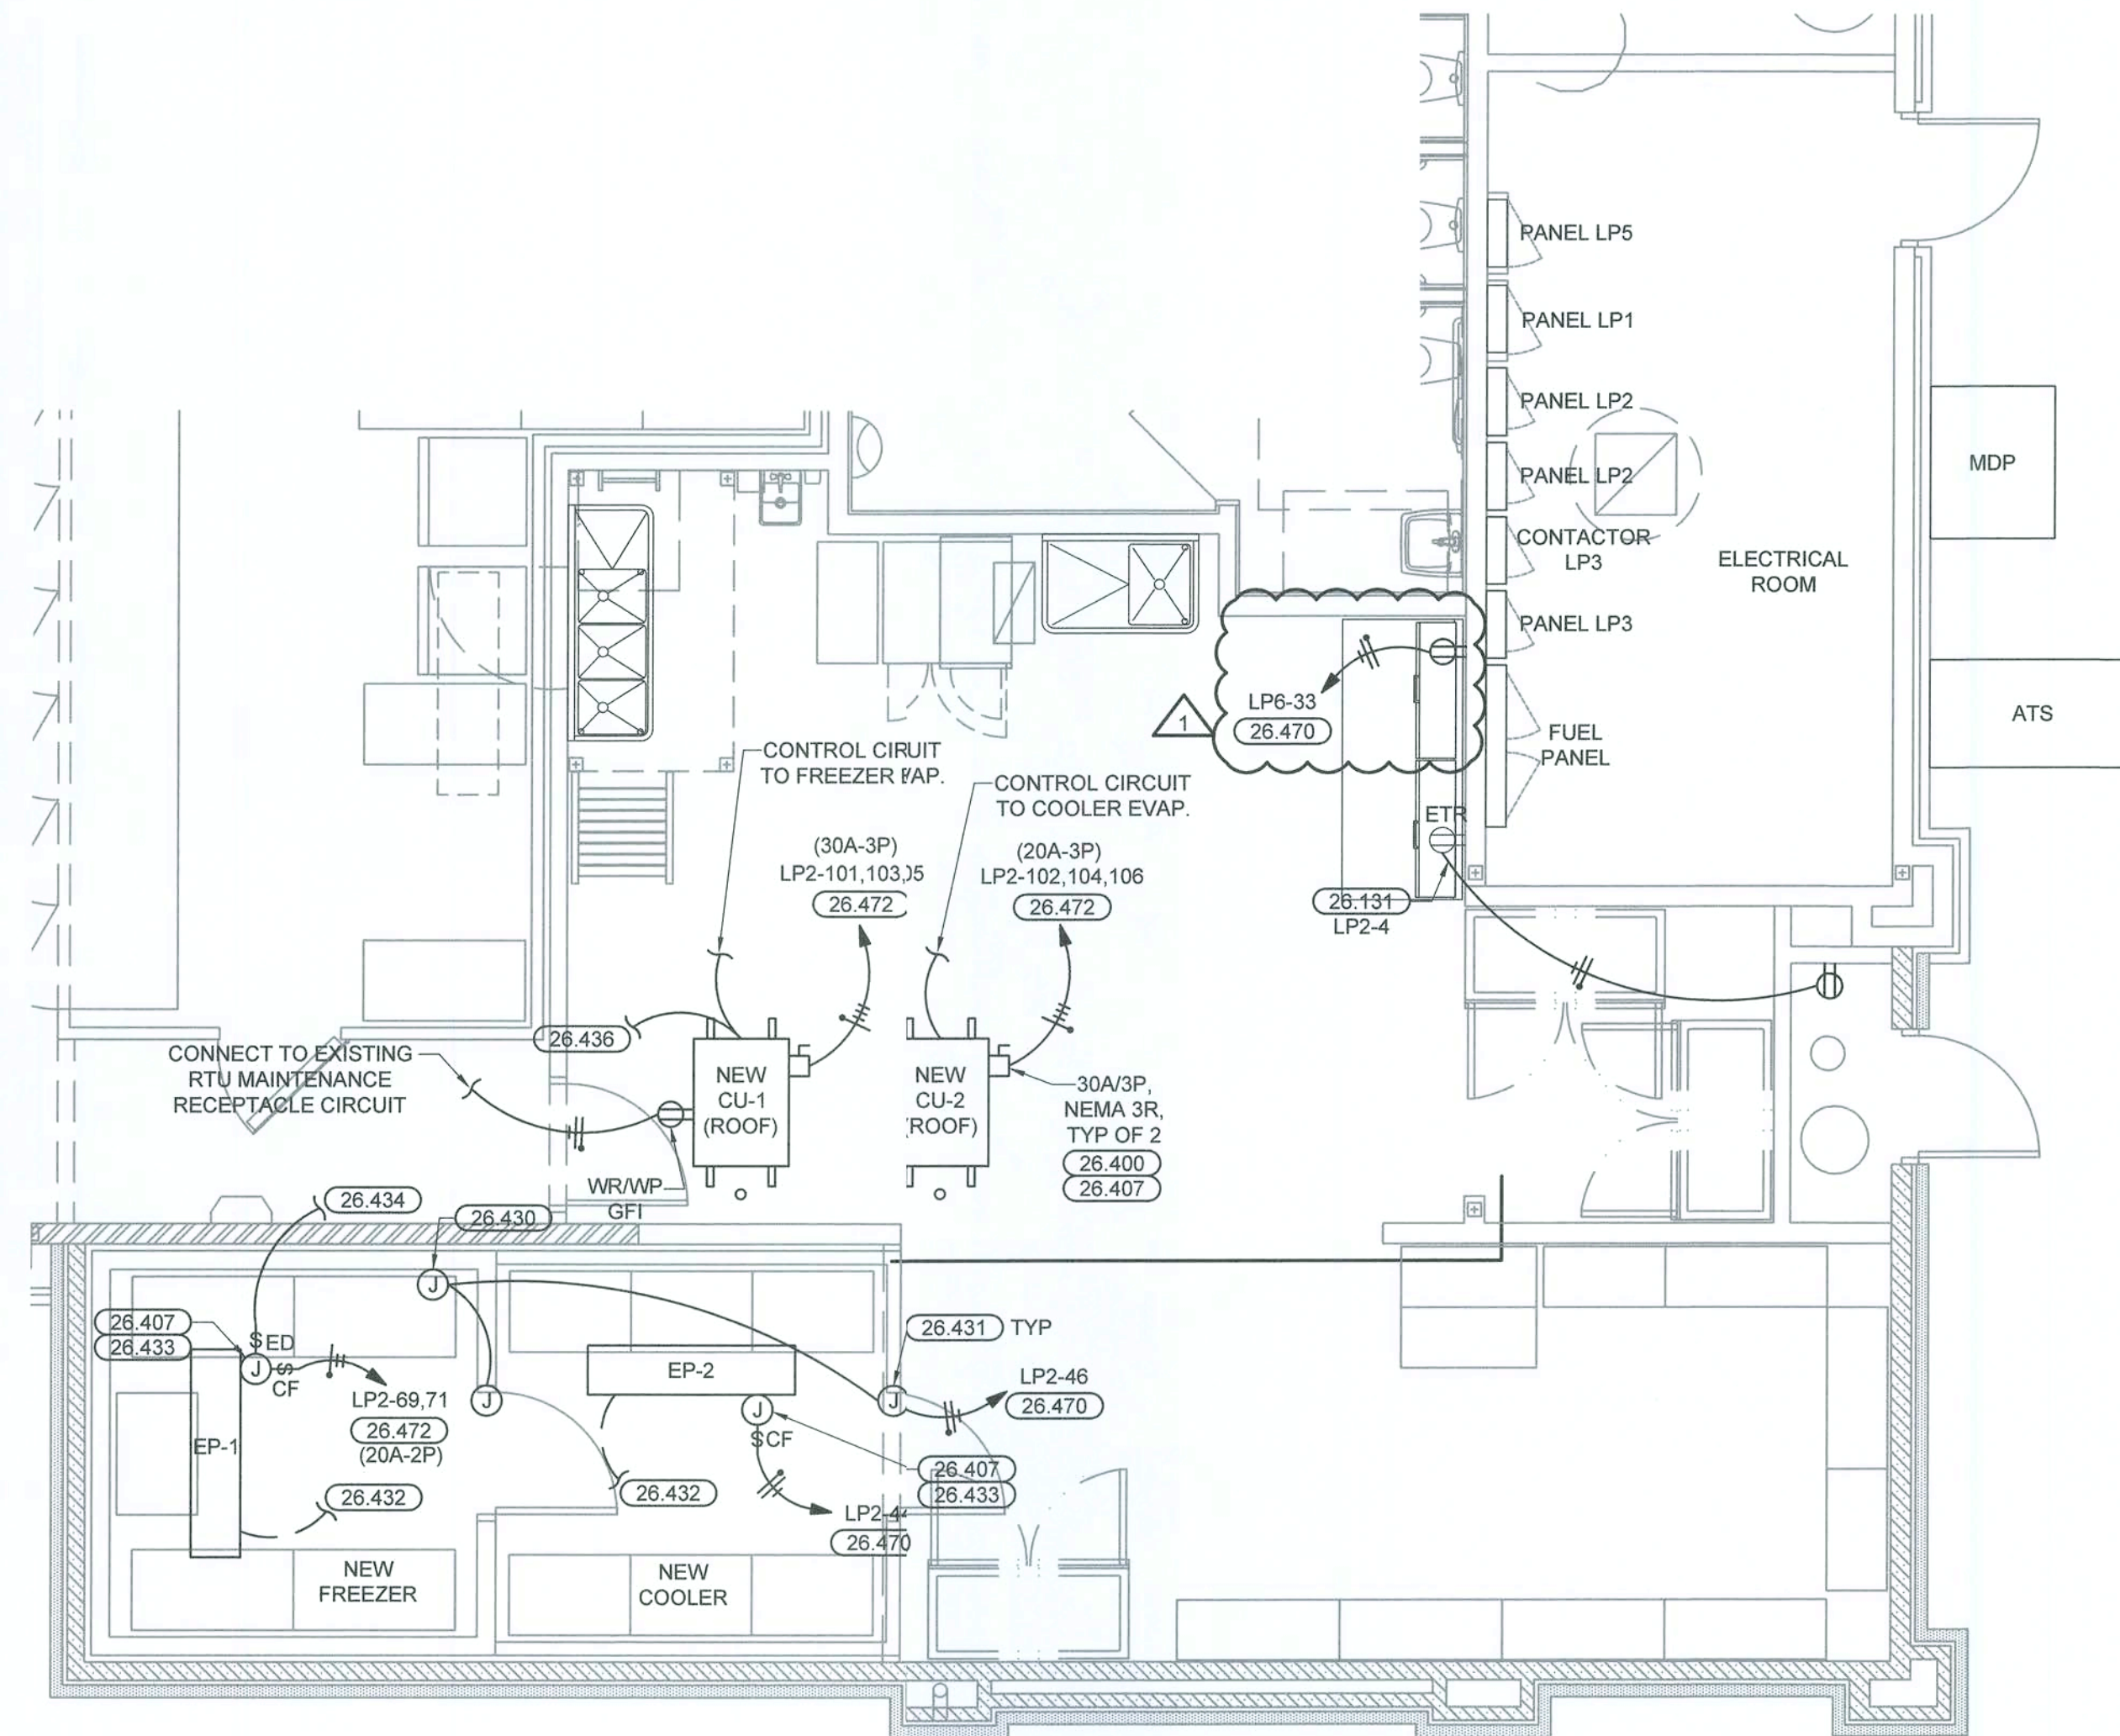 PANEL LP5
PANEL LP1
PANEL LP2
PANEL LP2
CONTACTOR
LP3
PANEL LP3
FUEL
PANEL
ELECTRICAL
ROOM
MDP
ATS
LP6-33
26.470
1
ETR
26.131
LP2-4
CONTROL CIRUIT
TO FREEZER
CONTROL CIRCUIT
TO COOLER EVAP.
(30A-3P)
LP2-101,103,
26.472
(20A-3P)
LP2-102,104,106
26.472
26.436
CONNECT TO EXISTING
RTU MAINTENANCE
RECEPTACLE CIRCUIT
NEW
CU-1
(ROOF)
NEW
CU-2
ROOF)
30A/3P,
NEMA 3R,
TYP OF 2
26.400
26.407
WR/WP
GFI
26.434
26.430
26.407
26.433
S ED
J
S
CF
LP2-69,71
26.472
(20A-2P)
EP-1
26.432
J
J
EP-2
J
SCF
26.432
26.431 TYP
J
LP2-46
26.470
26.407
26.433
LP2-4
26.470
NEW
FREEZER
NEW
COOLER